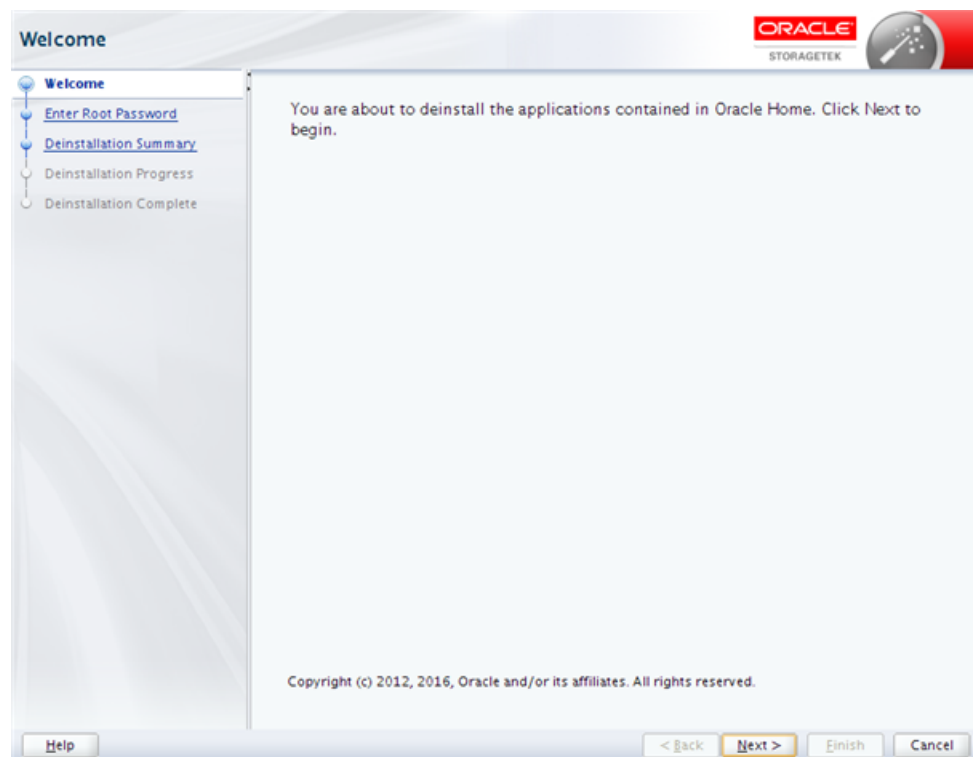 Welcome
ORACLE
STORAGETEK
Welcome
Enter Root Password
Deinstallation Summary
Deinstallation Progress
Deinstallation Complete
You are about to deinstall the applications contained in Oracle Home. Click Next to
begin.
Copyright (c) 2012, 2016, Oracle and/or its affiliates. All rights reserved.
Help
< Back
Next >
Finish
Cancel